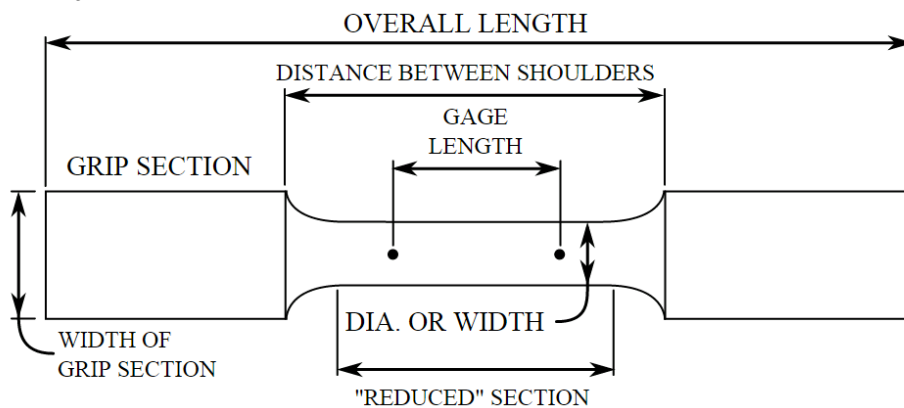 OVERALL LENGTH
DISTANCE BETWEEN SHOULDERS
GAGE
LENGTH
GRIP SECTION
DIA. OR WIDTH
WIDTH OF
GRIP SECTION
"REDUCED" SECTION